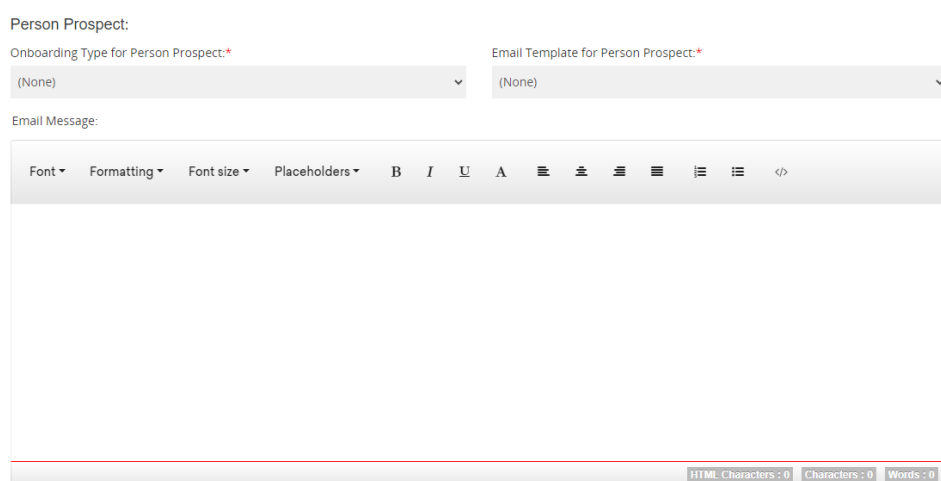 Person Prospect:
Onboarding Type for Person Prospect:* Email Template for Person Prospect:*
(None) (None)
Email Message:
Font Formatting Font size Placeholders B I U A </>
HTML Characters : 0 Characters : 0 Words : 0